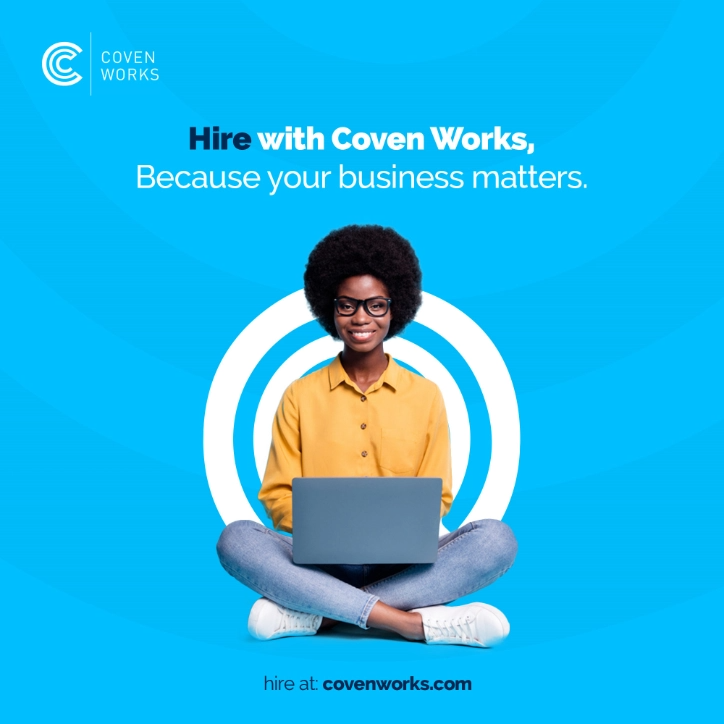 COVEN
WORKS
Hire with Coven Works,
Because your business matters.
hire at: covenworks.com